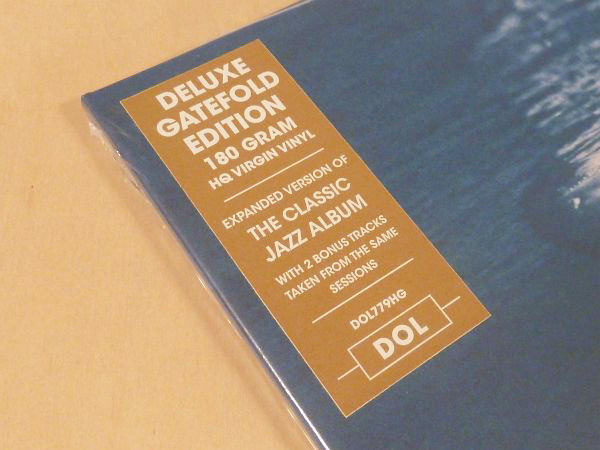 DELUXE
GATEFOLD
EDITION
180 GRAM
HQ VIRGIN VINYL
EXPANDED VERSION OF
THE CLASSIC
JAZZ ALBUM
WITH 2 BONUS TRACKS
TAKEN FROM THE SAME
SESSIONS
DOL779HG
DOL